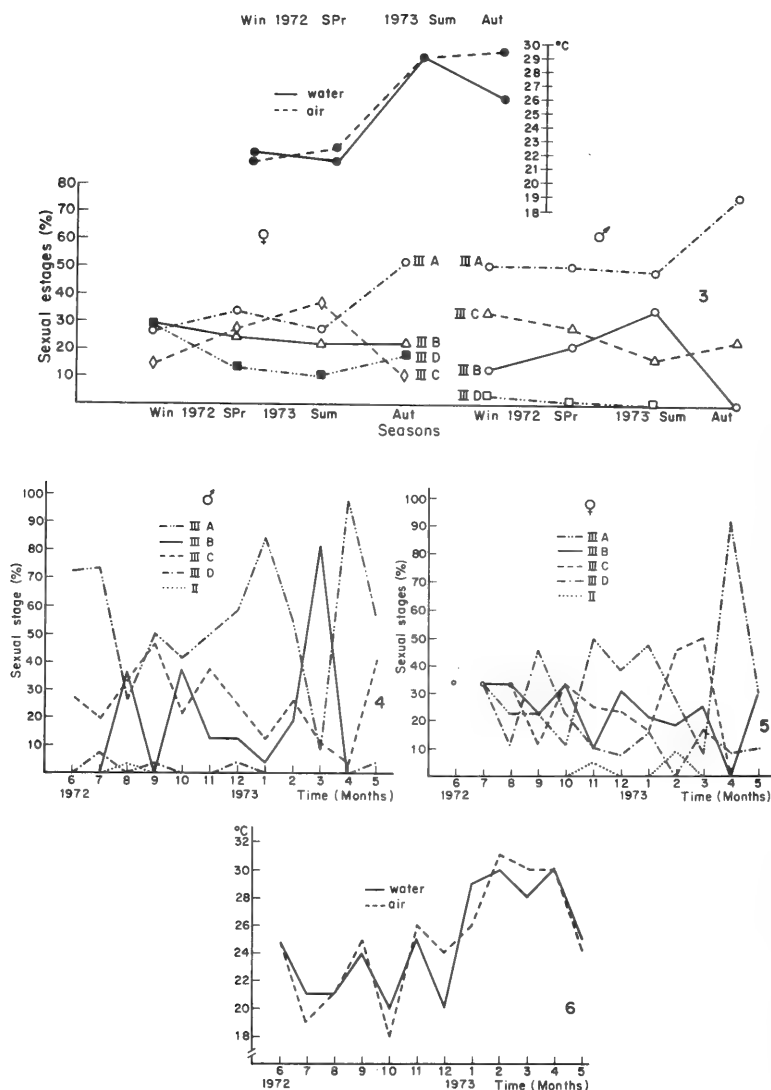 Win 1972 SPr 1973 Sum Aut
30 °C
29
28
27
26
25
24
23
22
21
20
19
18
water
air
80
70
60
50
40
30
20
10
Sexual estages (%)
♀
III A
III B
III D
III C
♂
III A
III C
III B
III D
3
Win 1972 SPr 1973 Sum Aut Win 1972 SPr 1973 Sum Aut
Seasons
♂
III A
III B
III C
III D
II
100
90
80
70
60
50
40
30
20
10
Sexual stage (%)
4
6 7 8 9 10 11 12 1 2 3 4 5
1972 1973 Time (Months)
♀
III A
III B
III C
III D
II
100
90
80
70
60
50
40
30
20
10
Sexual stages (%)
5
6 7 8 9 10 11 12 1 2 3 4 5
1972 1973 Time (Months)
°C
32
30
28
26
24
22
20
18
water
air
6
6 7 8 9 10 11 12 1 2 3 4 5
1972 1973 Time (Months)